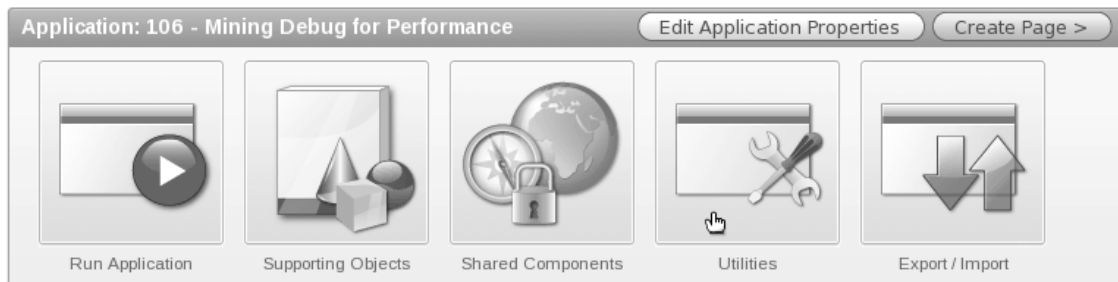 Application: 106 - Mining Debug for Performance
Edit Application Properties
Create Page >
Run Application
Supporting Objects
Shared Components
Utilities
Export / Import